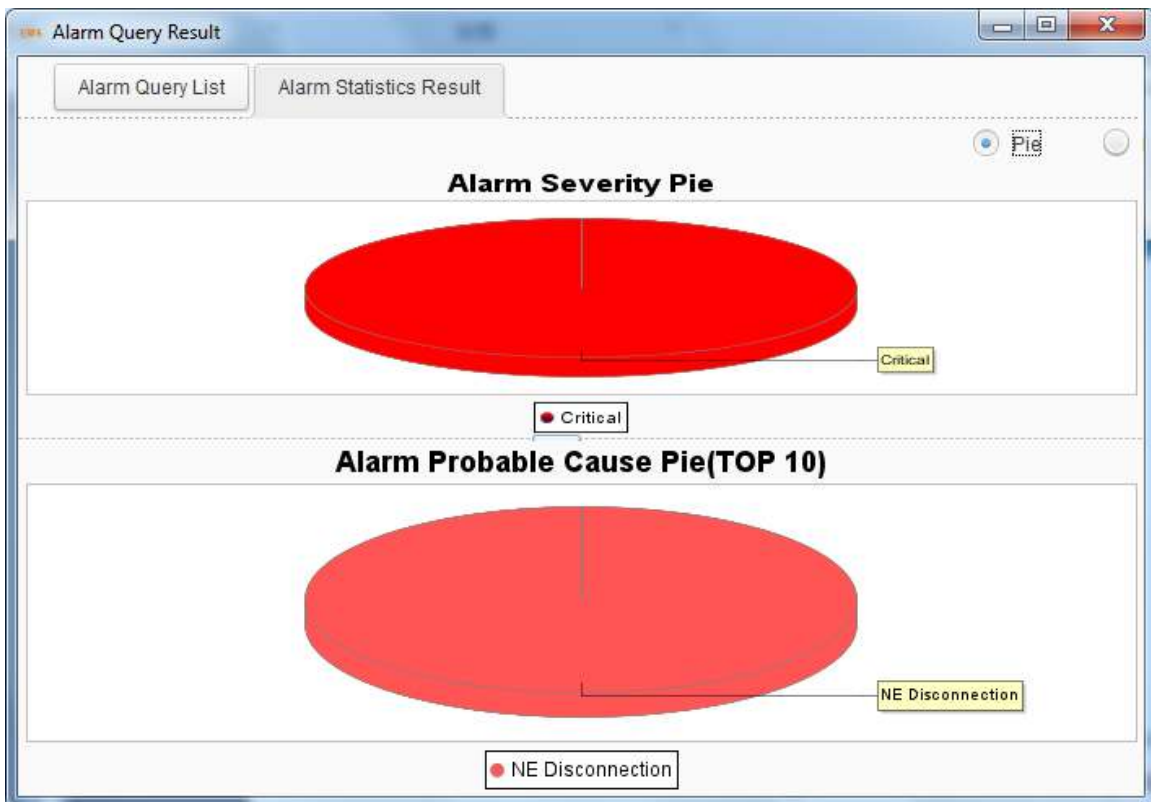 Alarm Query Result
Alarm Query List
Alarm Statistics Result
Pie
Alarm Severity Pie
Critical
Critical
Alarm Probable Cause Pie(TOP 10)
NE Disconnection
NE Disconnection